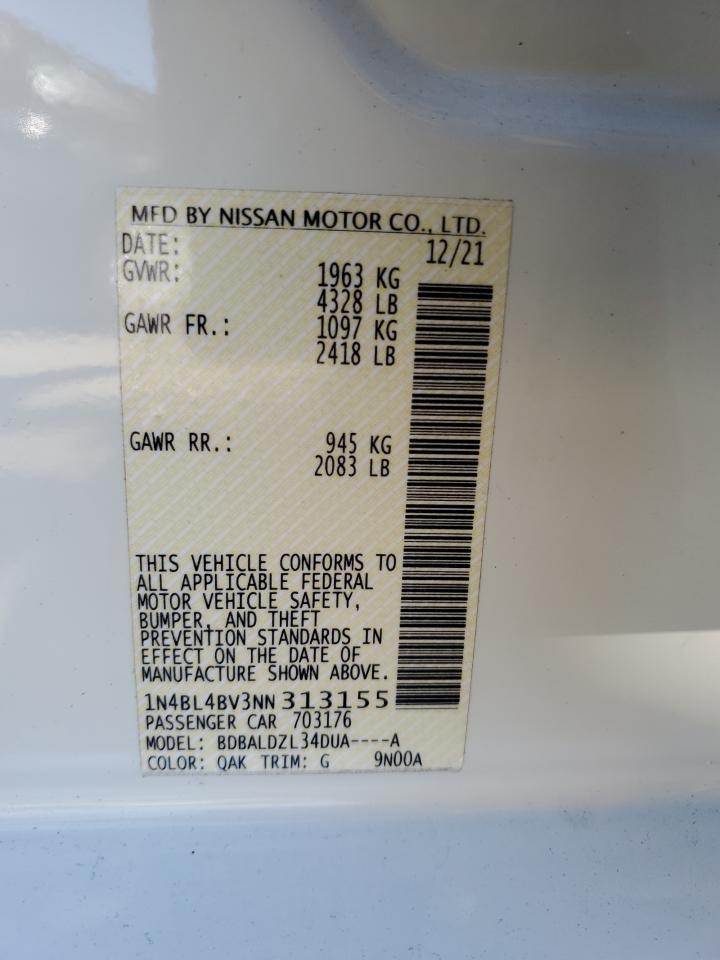 MFD BY NISSAN MOTOR CO., LTD.
DATE: 12/21
GVWR: 1963 KG
4328 LB
GAWR FR.: 1097 KG
2418 LB
GAWR RR.: 945 KG
2083 LB
THIS VEHICLE CONFORMS TO
ALL APPLICABLE FEDERAL
MOTOR VEHICLE SAFETY,
BUMPER, AND THEFT
PREVENTION STANDARDS IN
EFFECT ON THE DATE OF
MANUFACTURE SHOWN ABOVE.
1N4BL4BV3NN313155
PASSENGER CAR 703176
MODEL: BDBALDZL34DUA----A
COLOR: QAK TRIM: G 9N00A